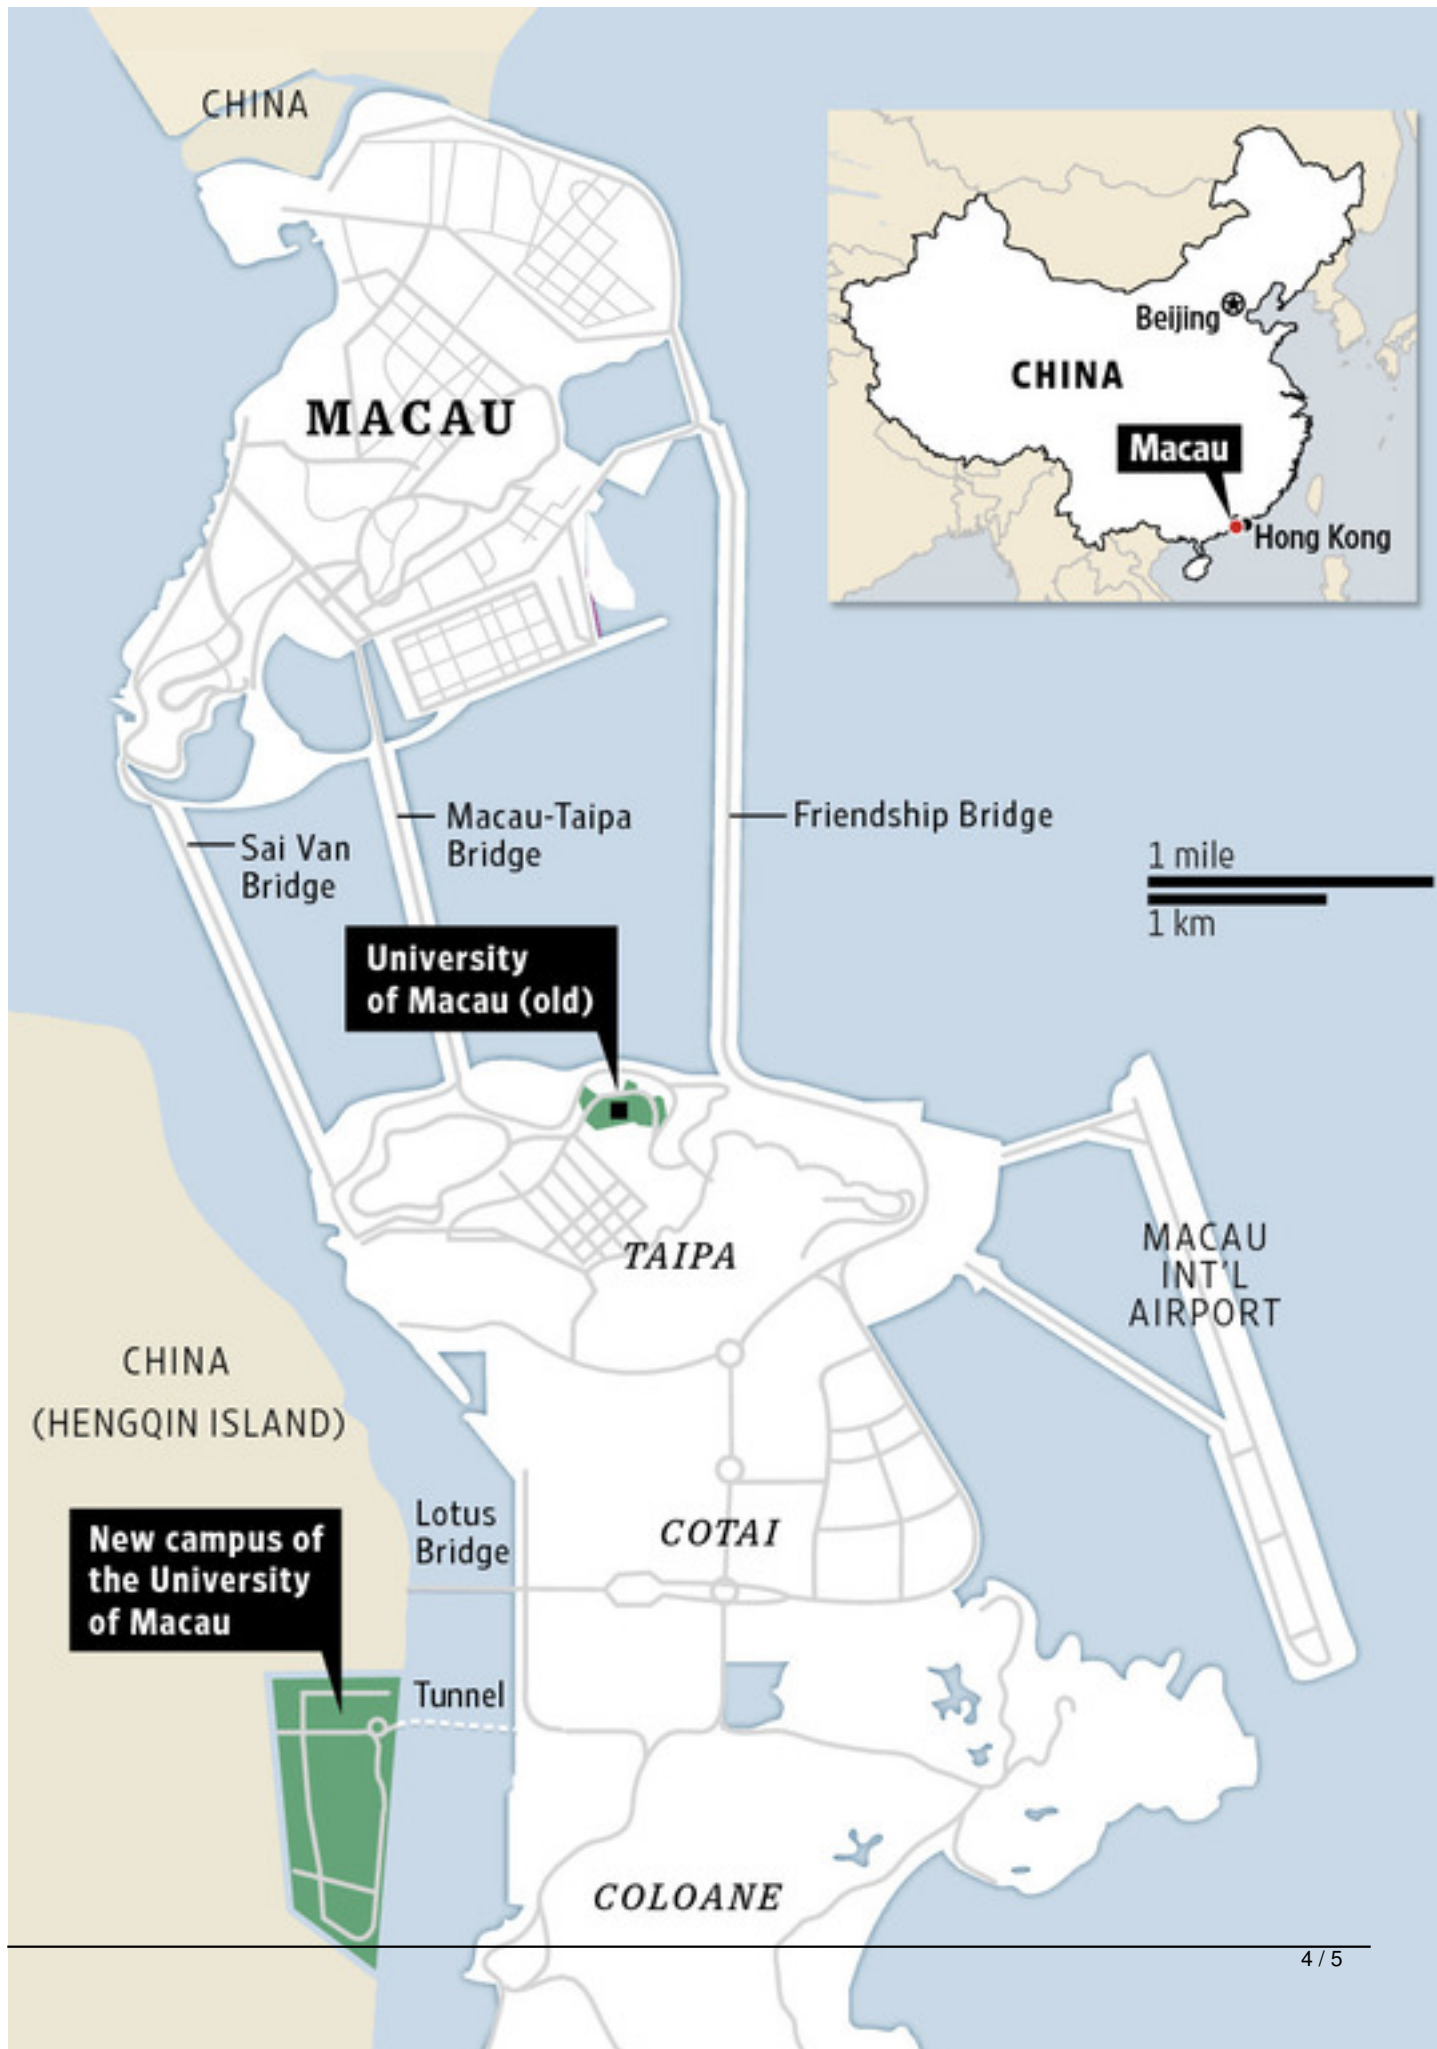 CHINA
MACAU
Beijing
CHINA
Macau
Hong Kong
Macau-Taipa
Bridge
Friendship Bridge
Sai Van
Bridge
1 mile
1 km
University
of Macau (old)
TAIPA
MACAU
INT'L
AIRPORT
CHINA
(HENGQIN ISLAND)
Lotus
Bridge
COTAI
New campus of
the University
of Macau
Tunnel
COLOANE
4 / 5